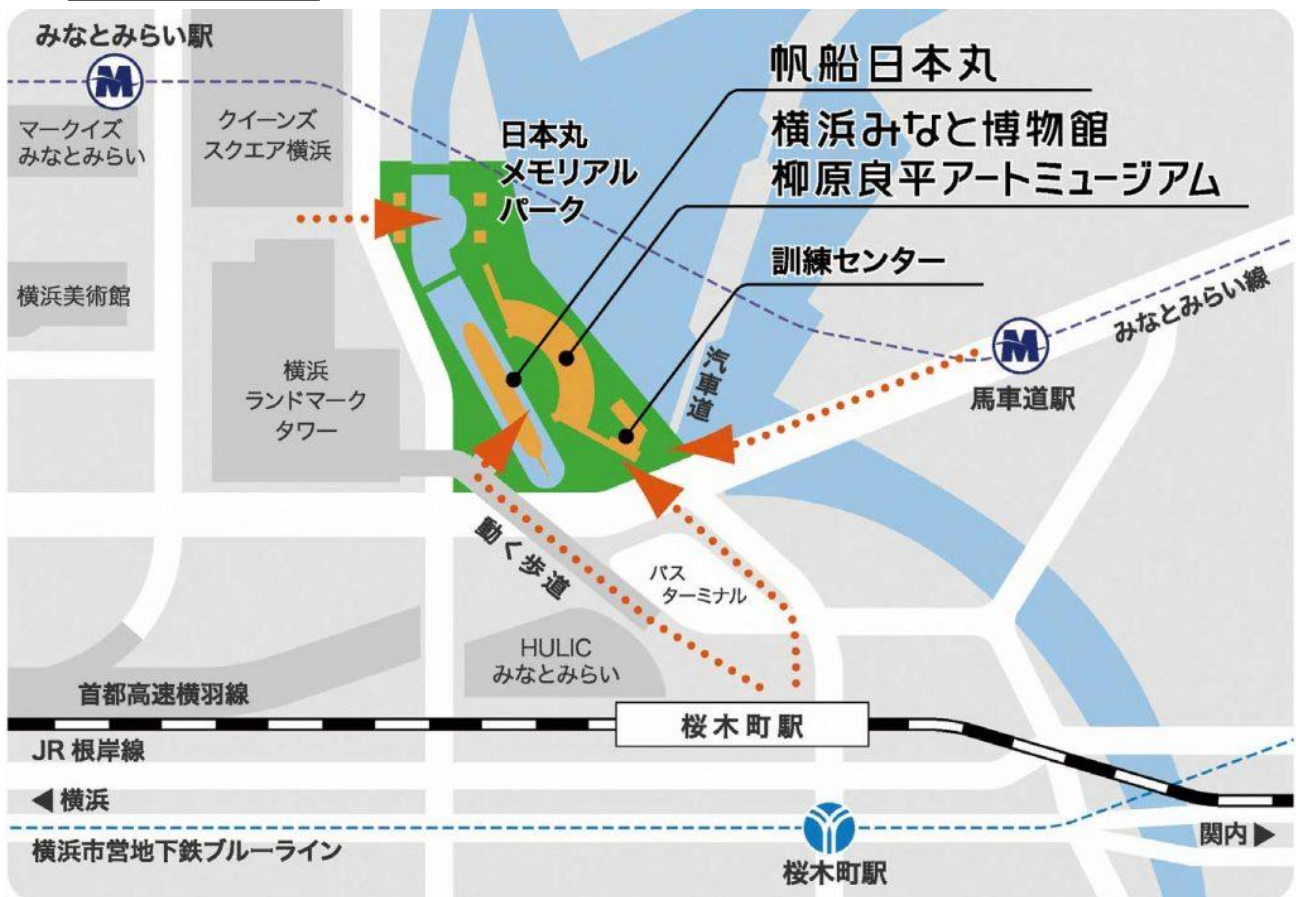 みなとみらい駅
M
マークイズ
みなとみらい
クイーンズ
スクエア横浜
日本丸
メモリアル
パーク
帆船日本丸
横浜みなと博物館
柳原良平アートミュージアム
訓練センター
横浜美術館
横浜
ランドマーク
タワー
汽車道
M
馬車道駅
みなとみらい線
動く歩道
バス
ターミナル
HULIC
みなとみらい
首都高速横羽線
桜木町駅
JR 根岸線
◀横浜
横浜市営地下鉄ブルーライン
桜木町駅
関内▶